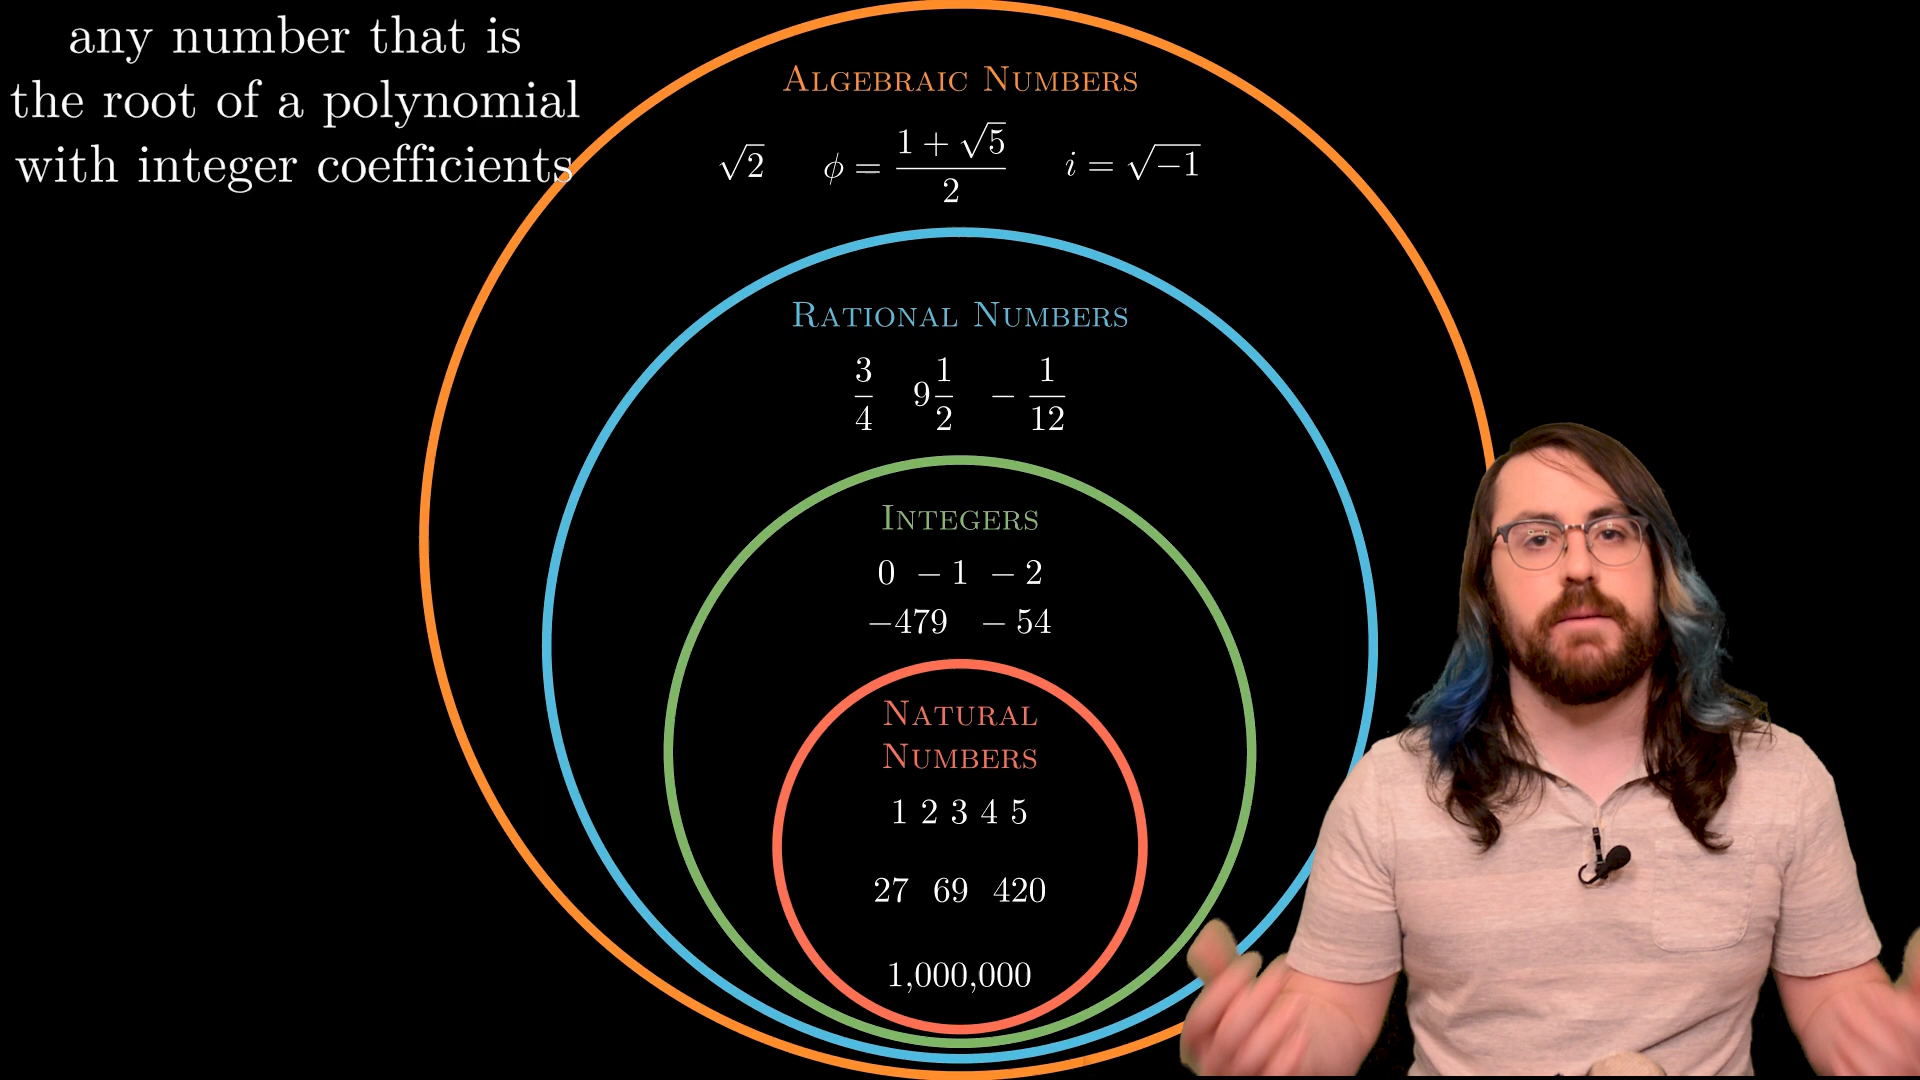 any number that is
the root of a polynomial
with integer coefficients
ALGEBRAIC NUMBERS
√2 ϕ = (1 + √5)/2 i = √−1
RATIONAL NUMBERS
3/4 9 1/2 − 1/12
INTEGERS
0 − 1 − 2
−479 − 54
NATURAL
NUMBERS
1 2 3 4 5
27 69 420
1,000,000